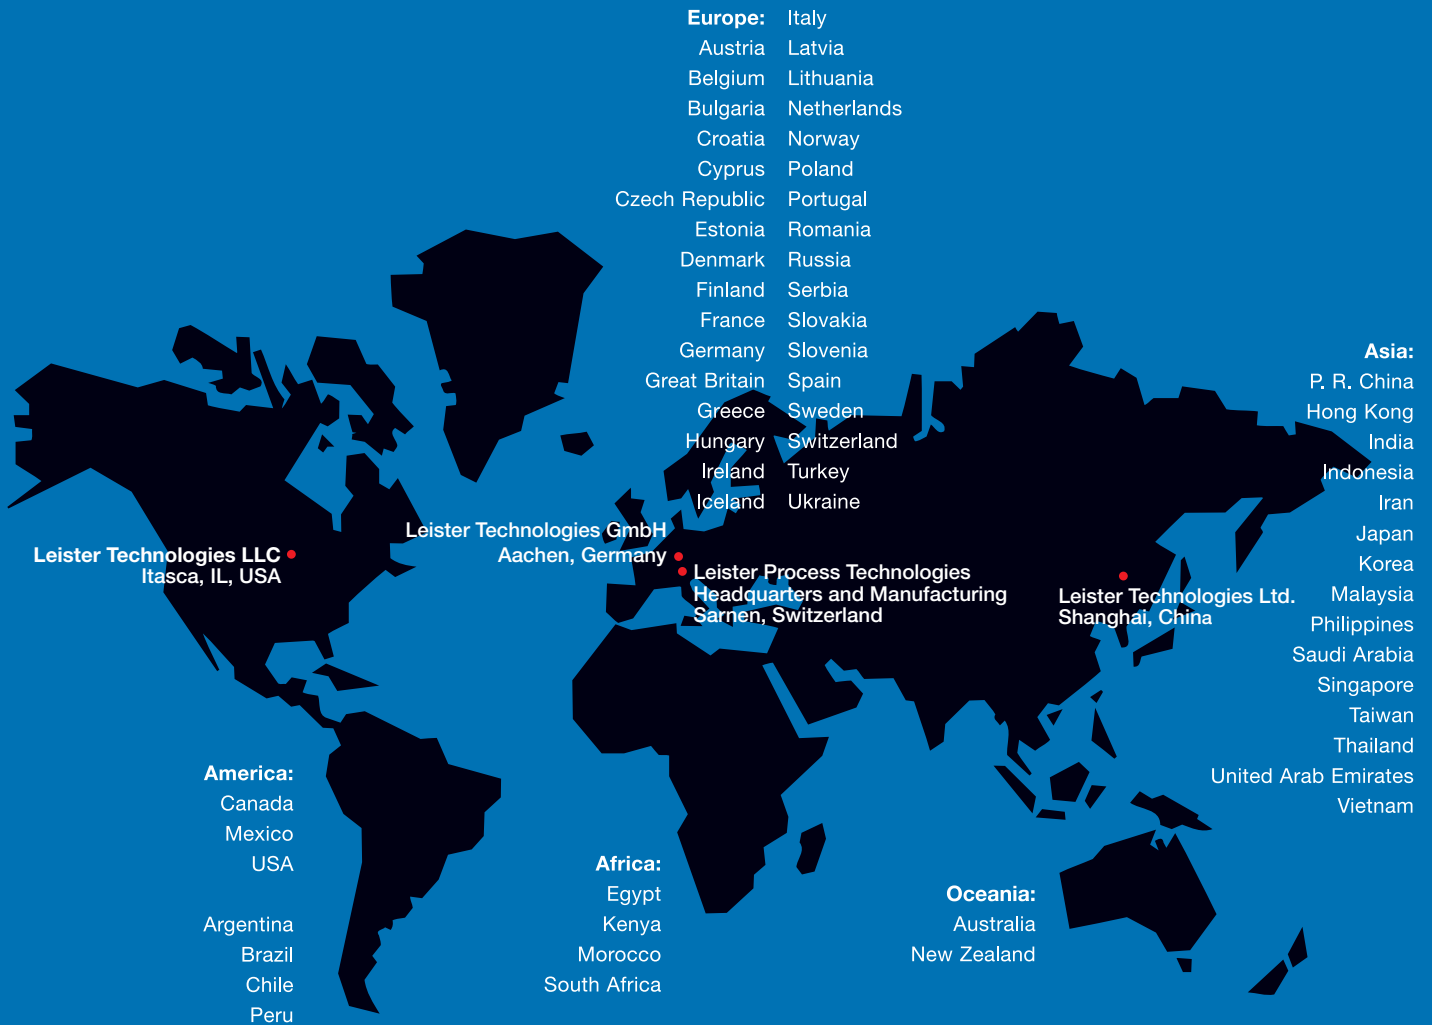 Europe:
Austria
Belgium
Bulgaria
Croatia
Cyprus
Czech Republic
Estonia
Denmark
Finland
France
Germany
Great Britain
Greece
Hungary
Ireland
Iceland
Italy
Latvia
Lithuania
Netherlands
Norway
Poland
Portugal
Romania
Russia
Serbia
Slovakia
Slovenia
Spain
Sweden
Switzerland
Turkey
Ukraine
Asia:
P. R. China
Hong Kong
India
Indonesia
Iran
Japan
Korea
Malaysia
Philippines
Saudi Arabia
Singapore
Taiwan
Thailand
United Arab Emirates
Vietnam
Leister Technologies LLC
Itasca, IL, USA
Leister Technologies GmbH
Aachen, Germany
Leister Process Technologies
Headquarters and Manufacturing
Sarnen, Switzerland
Leister Technologies Ltd.
Shanghai, China
America:
Canada
Mexico
USA
Argentina
Brazil
Chile
Peru
Africa:
Egypt
Kenya
Morocco
South Africa
Oceania:
Australia
New Zealand